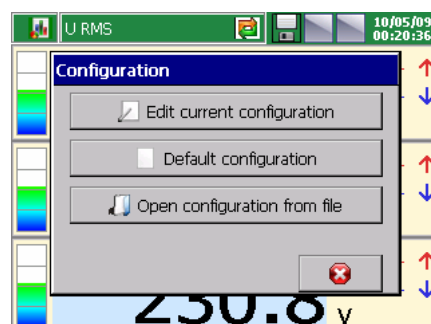 U RMS
10/05/09
00:20:36
Configuration
Edit current configuration
Default configuration
Open configuration from file
230.8 V